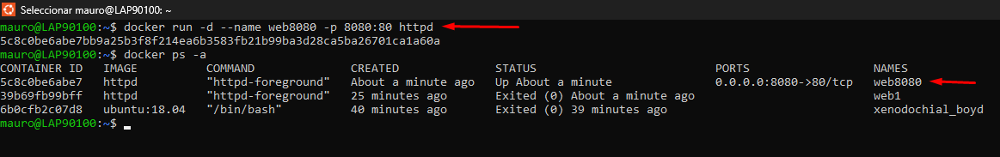 Seleccionar mauro@LAP90100: ~
mauro@LAP90100:~$ docker run -d --name web8080 -p 8080:80 httpd
5c8c0be6abe7bb9a25b3f8f214ea6b3583fb21b99ba3d28ca5ba26701ca1a60a
mauro@LAP90100:~$ docker ps -a
CONTAINER ID   IMAGE          COMMAND              CREATED              STATUS                          PORTS                  NAMES
5c8c0be6abe7   httpd          "httpd-foreground"   About a minute ago   Up About a minute               0.0.0.0:8080->80/tcp   web8080
39b69fb99bff   httpd          "httpd-foreground"   25 minutes ago       Exited (0) About a minute ago                          web1
6b0cfb2c07d8   ubuntu:18.04   "/bin/bash"          40 minutes ago       Exited (0) 39 minutes ago                              xenodochial_boyd
mauro@LAP90100:~$